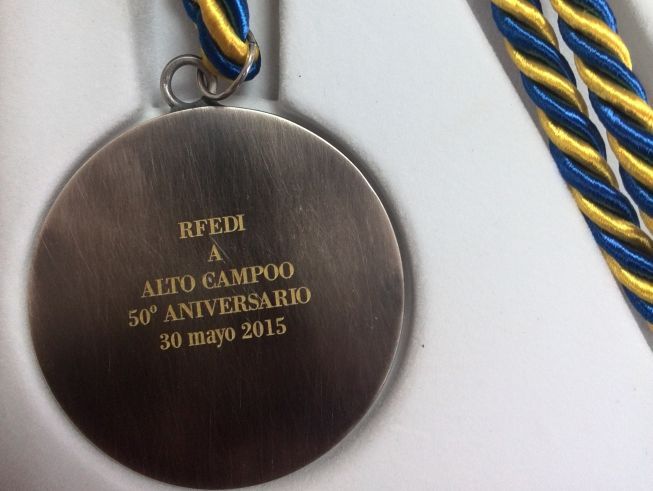 RFEDI
A
ALTO CAMPOO
50º ANIVERSARIO
30 mayo 2015